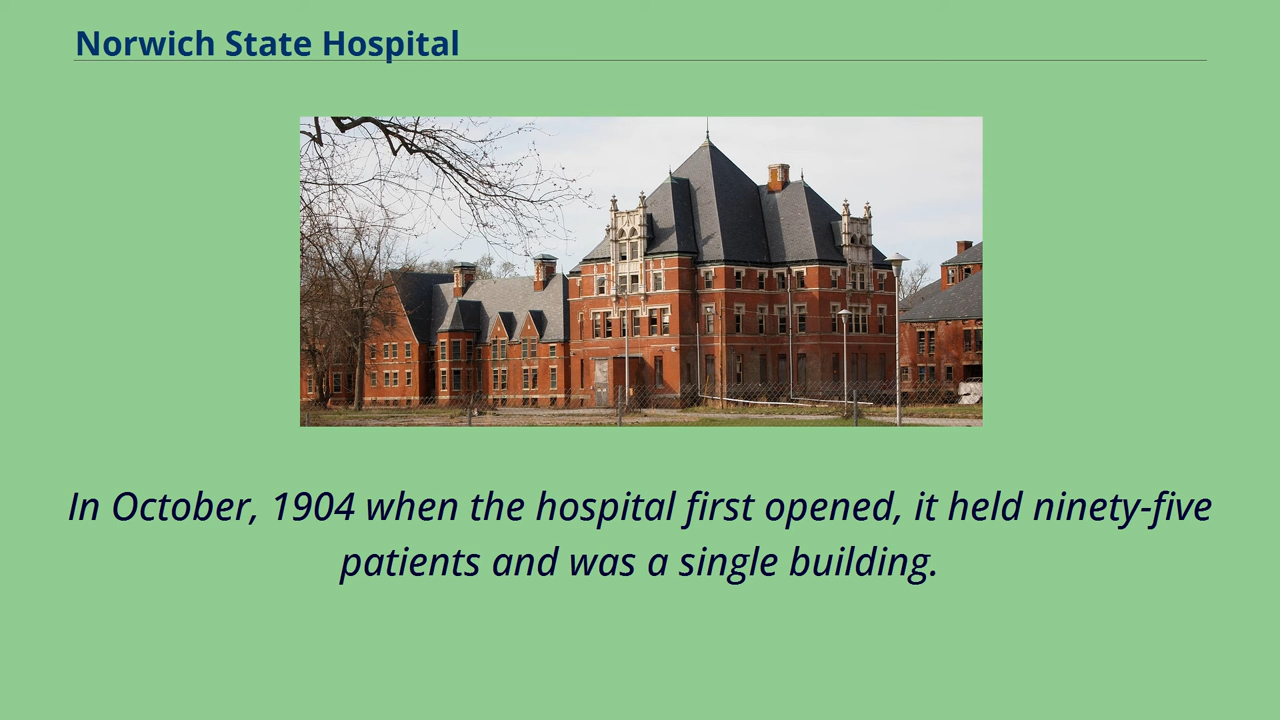 Norwich State Hospital
In October, 1904 when the hospital first opened, it held ninety-five
patients and was a single building.